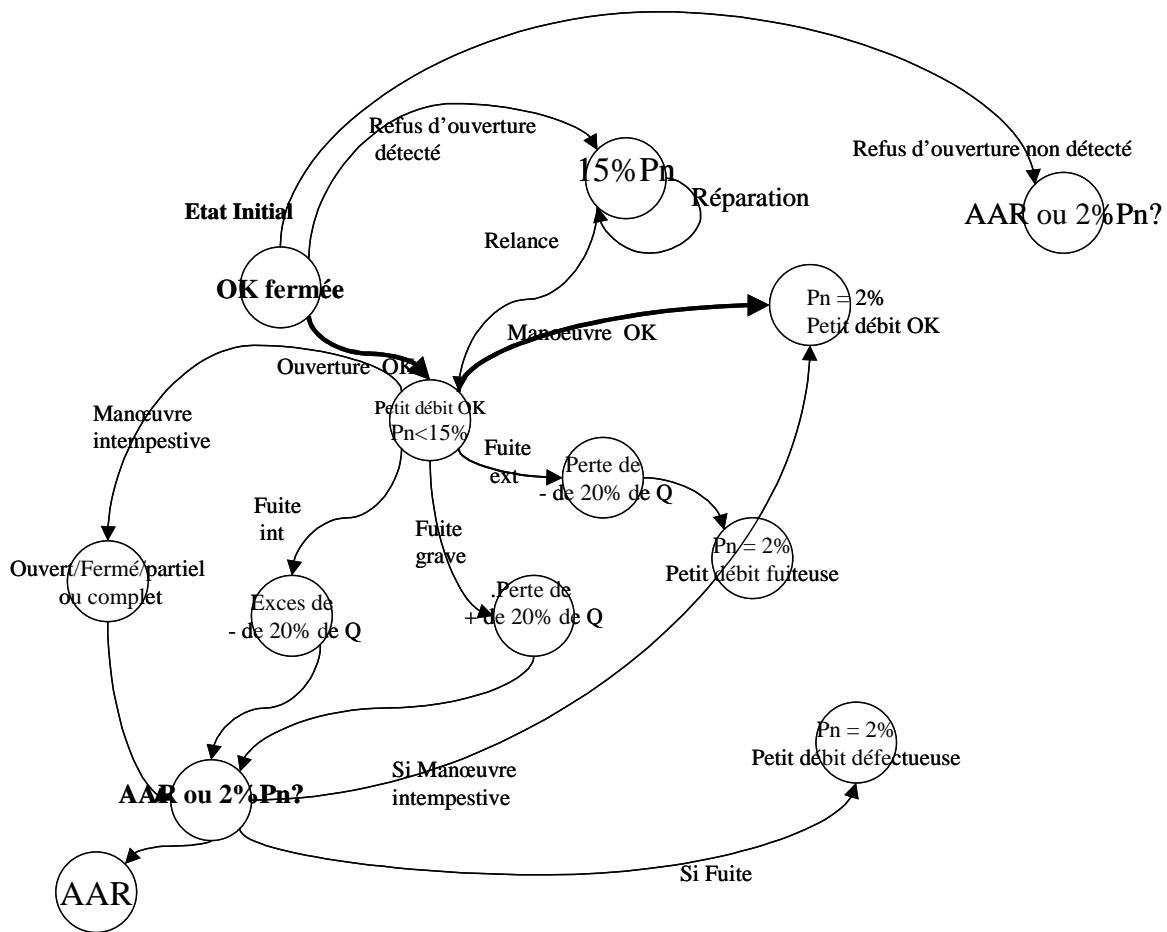 Refus d'ouverture
détecté
Refus d'ouverture non détecté
15%Pn
Réparation
Etat Initial
AAR ou 2%Pn?
Relance
OK fermée
Pn = 2%
Petit débit OK
Manoeuvre OK
Ouverture OK
Petit débit OK
Pn<15%
Manœuvre
intempestive
Fuite
ext
Perte de
- de 20% de Q
Fuite
int
Fuite
grave
Pn = 2%
Petit débit fuiteuse
Ouvert/Fermé/partiel
ou complet
Exces de
- de 20% de Q
.Perte de
+ de 20% de Q
Pn = 2%
Petit débit défectueuse
Si Manœuvre
intempestive
AAR ou 2%Pn?
Si Fuite
AAR